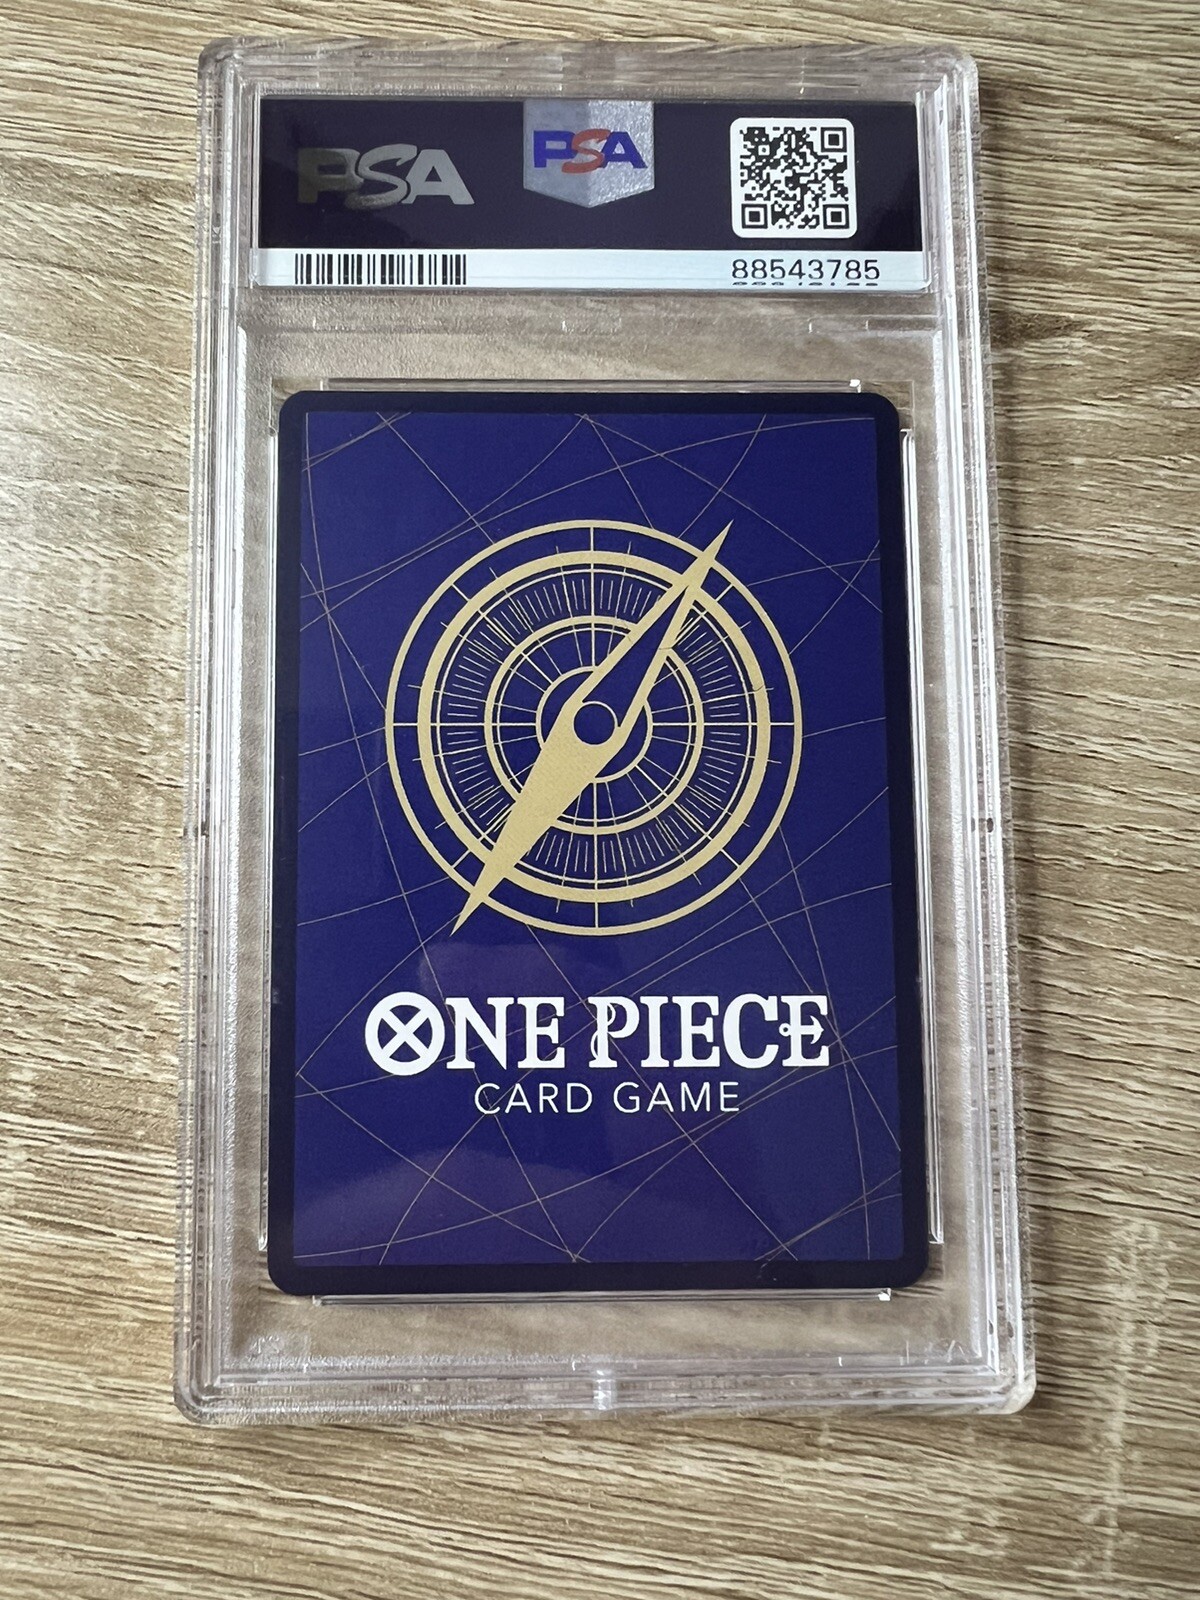 PSA
PSA
88543785
ONE PIECE
CARD GAME